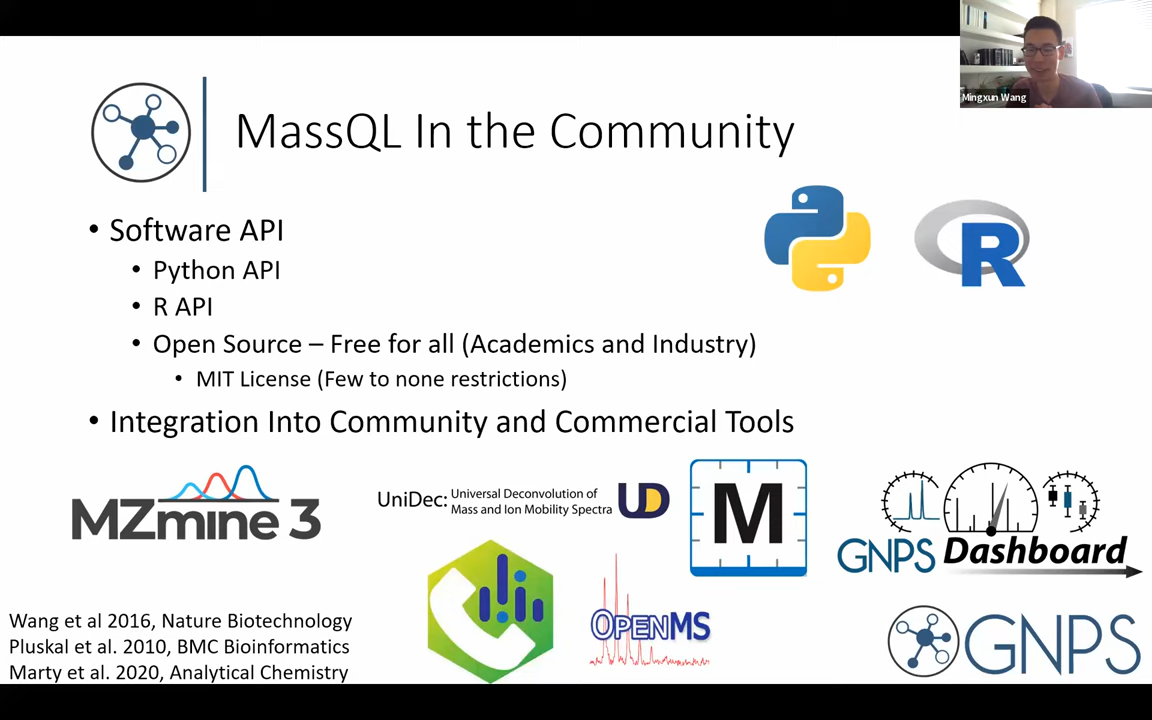 Mingxun Wang
MassQL In the Community
• Software API
• Python API
• R API
• Open Source – Free for all (Academics and Industry)
• MIT License (Few to none restrictions)
• Integration Into Community and Commercial Tools
R
MZmine 3
UniDec: Universal Deconvolution of
Mass and Ion Mobility Spectra
UD
M
GNPS Dashboard
OPENMS
GNPS
Wang et al 2016, Nature Biotechnology
Pluskal et al. 2010, BMC Bioinformatics
Marty et al. 2020, Analytical Chemistry